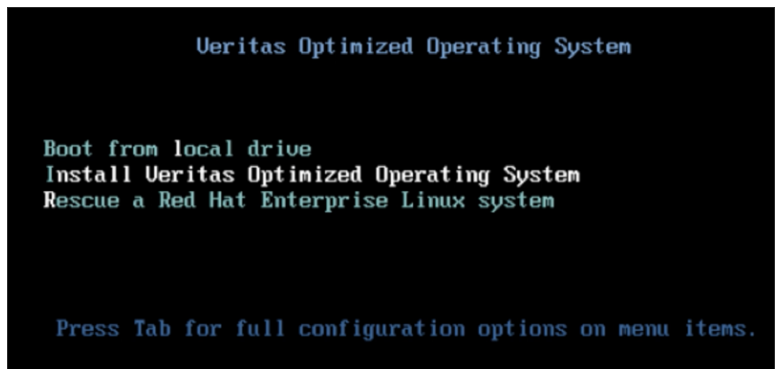 Veritas Optimized Operating System
Boot from local drive
Install Veritas Optimized Operating System
Rescue a Red Hat Enterprise Linux system
Press Tab for full configuration options on menu items.